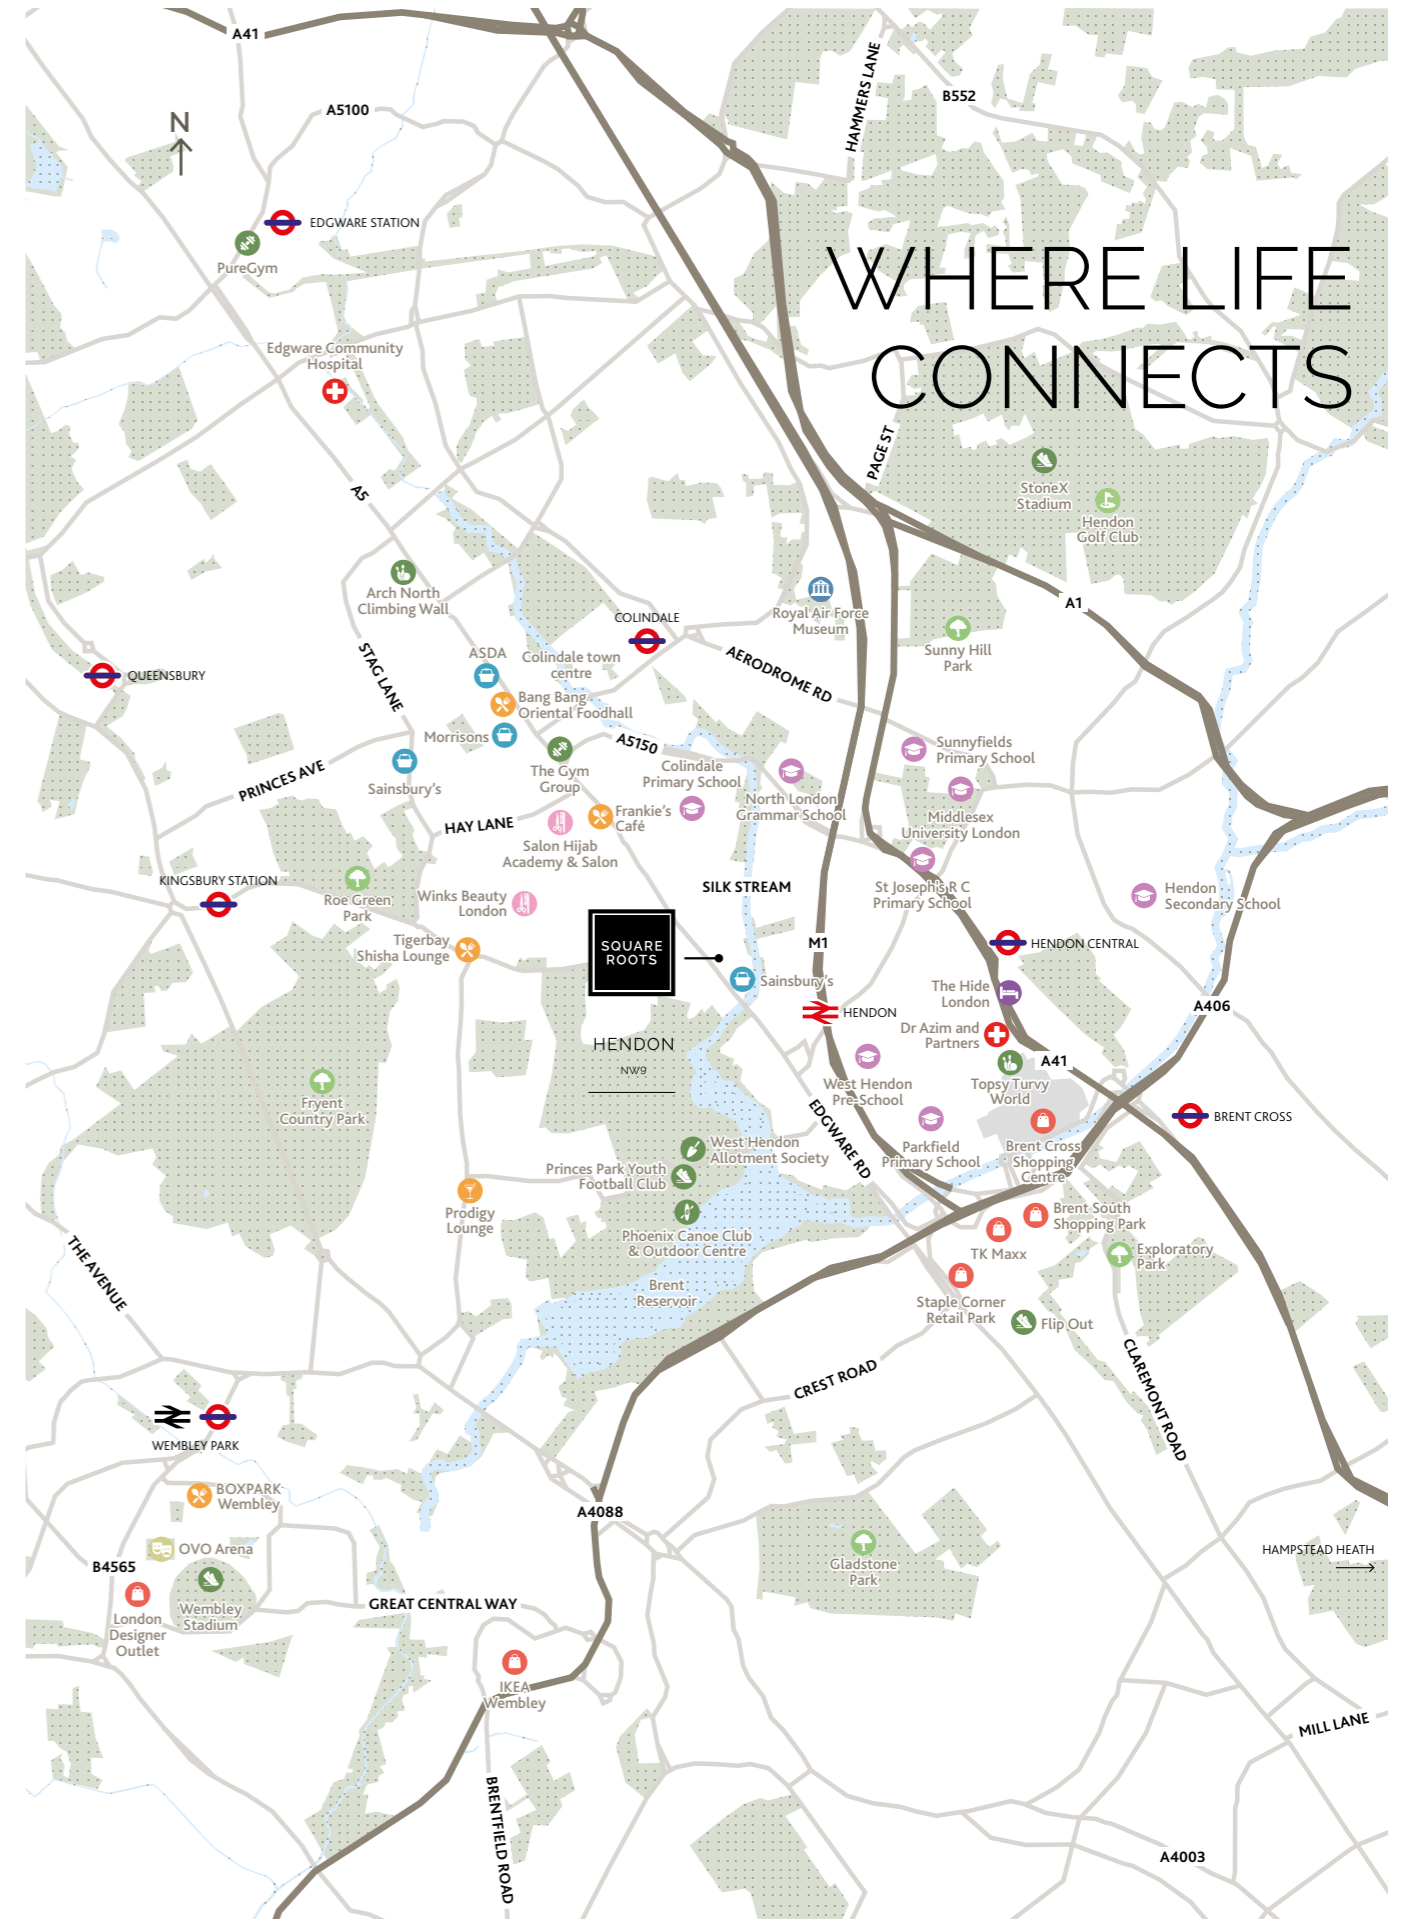 A41
A5100
HAMMERS LANE
B552
N
EDGWARE STATION
PureGym
WHERE LIFE
CONNECTS
Edgware Community
Hospital
PAGE ST
A5
StoneX
Stadium
Hendon
Golf Club
Arch North
Climbing Wall
Royal Air Force
Museum
A1
COLINDALE
Sunny Hill
Park
STAG LANE
ASDA
Colindale town
centre
AERODROME RD
QUEENSBURY
Bang Bang
Oriental Foodhall
Morrisons
A5150
Sunnyfields
Primary School
PRINCES AVE
Sainsbury's
The Gym
Group
Colindale
Primary School
North London
Grammar School
Middlesex
University London
HAY LANE
Frankie's
Café
Salon Hijab
Academy & Salon
KINGSBURY STATION
Roe Green
Park
Winks Beauty
London
SILK STREAM
St Joseph's R C
Primary School
Hendon
Secondary School
Tigerbay
Shisha Lounge
SQUARE
ROOTS
M1
HENDON CENTRAL
Sainsbury's
The Hide
London
A406
HENDON
Dr Azim and
Partners
HENDON
NW9
A41
West Hendon
Pre-School
Topsy Turvy
World
Fryent
Country Park
EDGWARE RD
BRENT CROSS
West Hendon
Allotment Society
Parkfield
Primary School
Brent Cross
Shopping
Centre
Princes Park Youth
Football Club
Prodigy
Lounge
Brent South
Shopping Park
Phoenix Canoe Club
& Outdoor Centre
TK Maxx
Exploratory
Park
THE AVENUE
Brent
Reservoir
Staple Corner
Retail Park
Flip Out
CREST ROAD
CLAREMONT ROAD
WEMBLEY PARK
BOXPARK
Wembley
A4088
OVO Arena
HAMPSTEAD HEATH
B4565
Gladstone
Park
Wembley
Stadium
GREAT CENTRAL WAY
London
Designer
Outlet
IKEA
Wembley
MILL LANE
BRENTFIELD ROAD
A4003